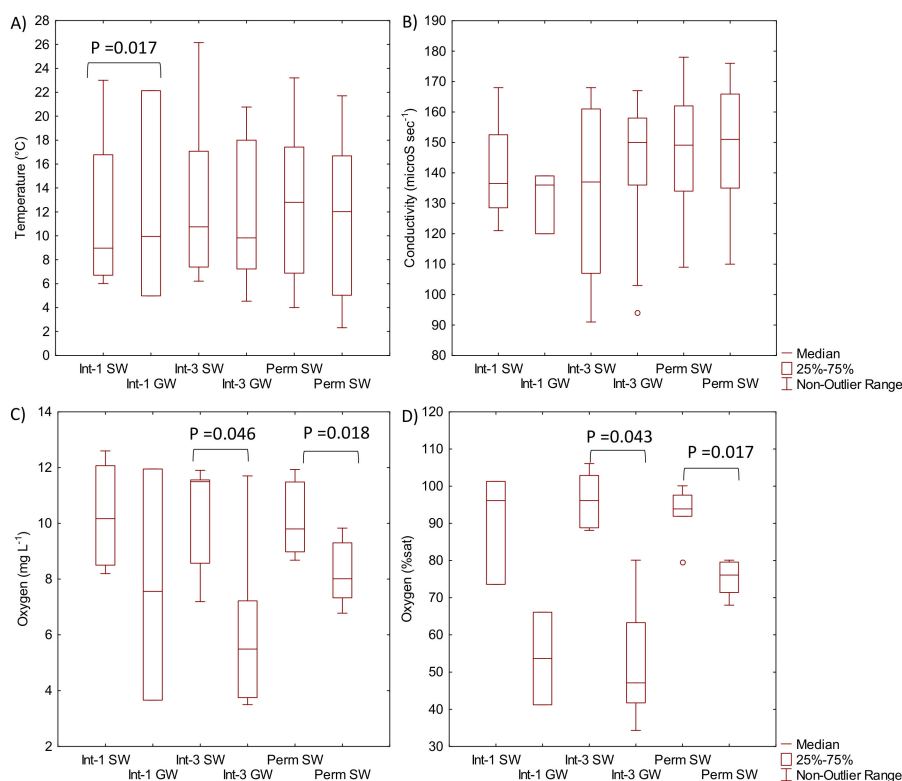 A)
P =0.017
Temperature (°C)
28
26
24
22
20
18
16
14
12
10
8
6
4
2
0
Int-1 SW
Int-1 GW
Int-3 SW
Int-3 GW
Perm SW
Perm SW
B)
Conductivity (microS sec⁻¹)
190
180
170
160
150
140
130
120
110
100
90
80
Int-1 SW
Int-1 GW
Int-3 SW
Int-3 GW
Perm SW
Perm SW
Median
25%-75%
Non-Outlier Range
C)
P =0.046
P =0.018
Oxygen (mg L⁻¹)
14
12
10
8
6
4
2
Int-1 SW
Int-1 GW
Int-3 SW
Int-3 GW
Perm SW
Perm SW
D)
P =0.043
P =0.017
Oxygen (%sat)
120
110
100
90
80
70
60
50
40
30
Int-1 SW
Int-1 GW
Int-3 SW
Int-3 GW
Perm SW
Perm SW
Median
25%-75%
Non-Outlier Range